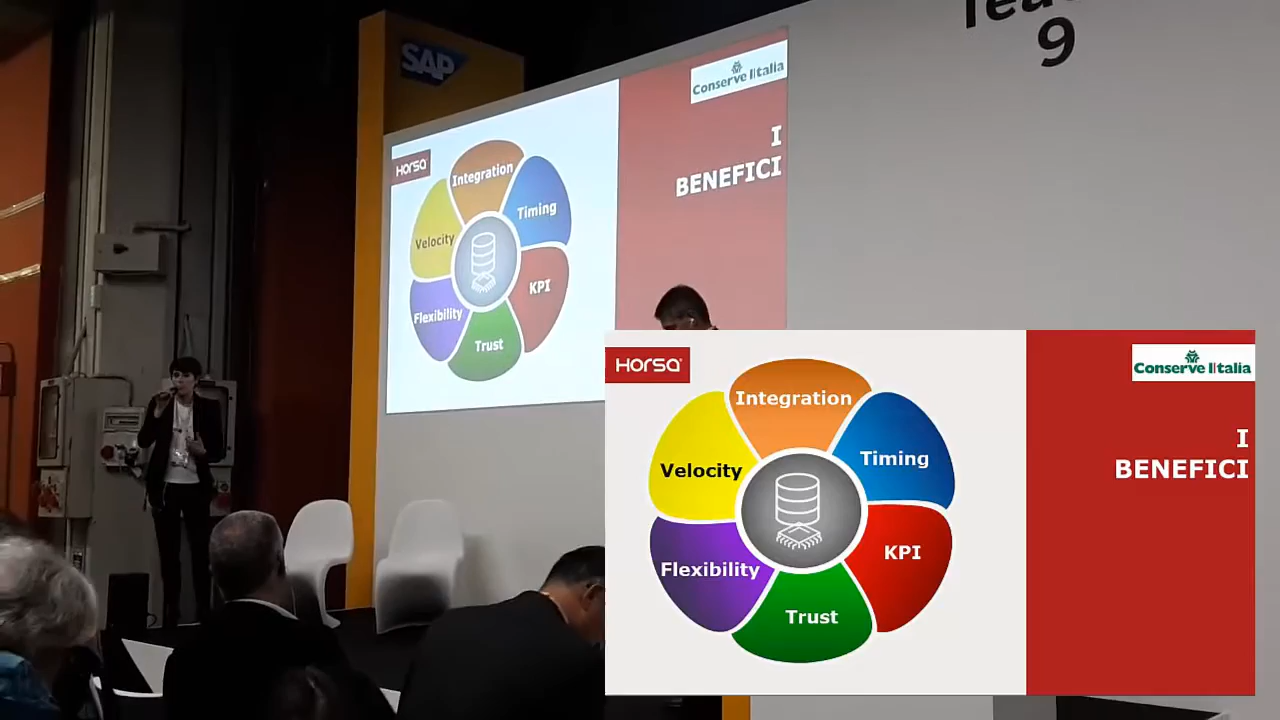 SAP
Conserve Italia
I
BENEFICI
HORSA
Integration
Timing
Velocity
KPI
Flexibility
Trust
9
HORSA
Conserve Italia
I
BENEFICI
Integration
Timing
Velocity
KPI
Flexibility
Trust